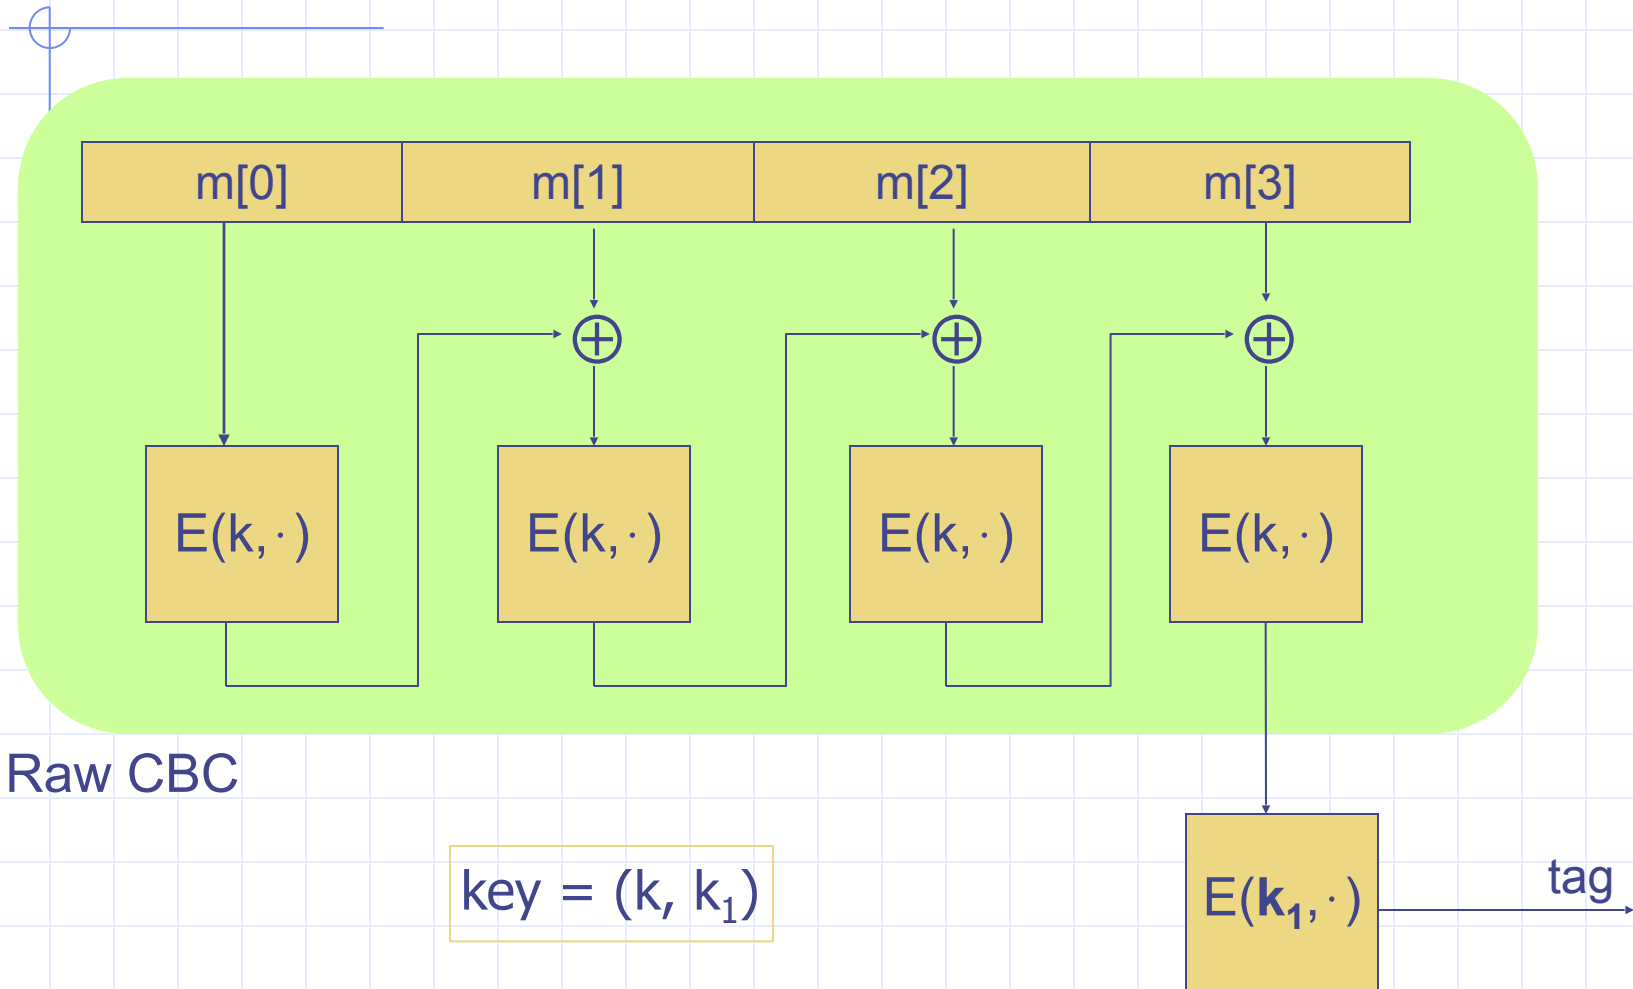 m[0] m[1] m[2] m[3]
E(k,·) E(k,·) E(k,·) E(k,·)
Raw CBC
key = (k, k₁)
E(k₁,·)
tag